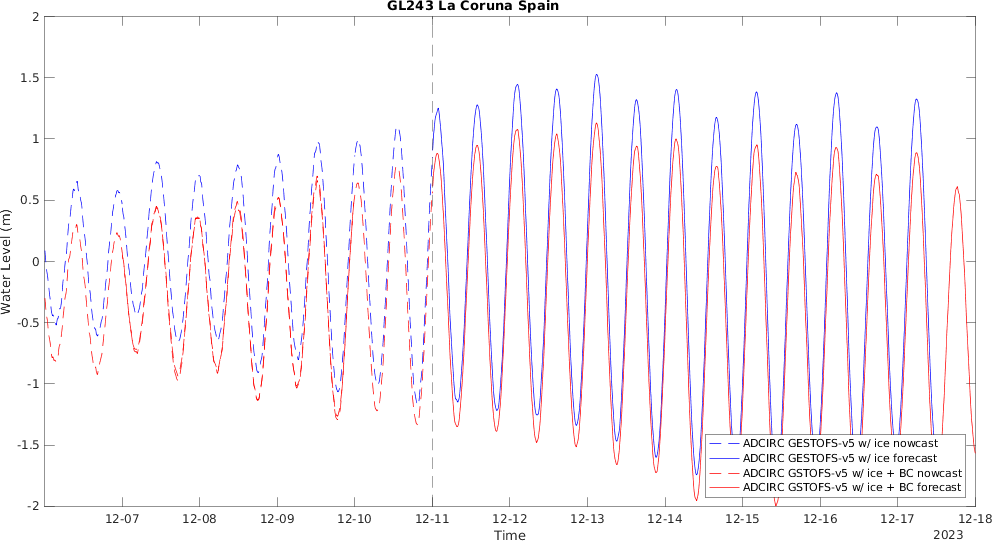 GL243 La Coruna Spain
2
1.5
1
0.5
0
-0.5
-1
-1.5
-2
Water Level (m)
ADCIRC GESTOFS-v5 w/ ice nowcast
ADCIRC GESTOFS-v5 w/ ice forecast
ADCIRC GSTOFS-v5 w/ ice + BC nowcast
ADCIRC GSTOFS-v5 w/ ice + BC forecast
12-07 12-08 12-09 12-10 12-11 12-12 12-13 12-14 12-15 12-16 12-17 12-18
Time
2023